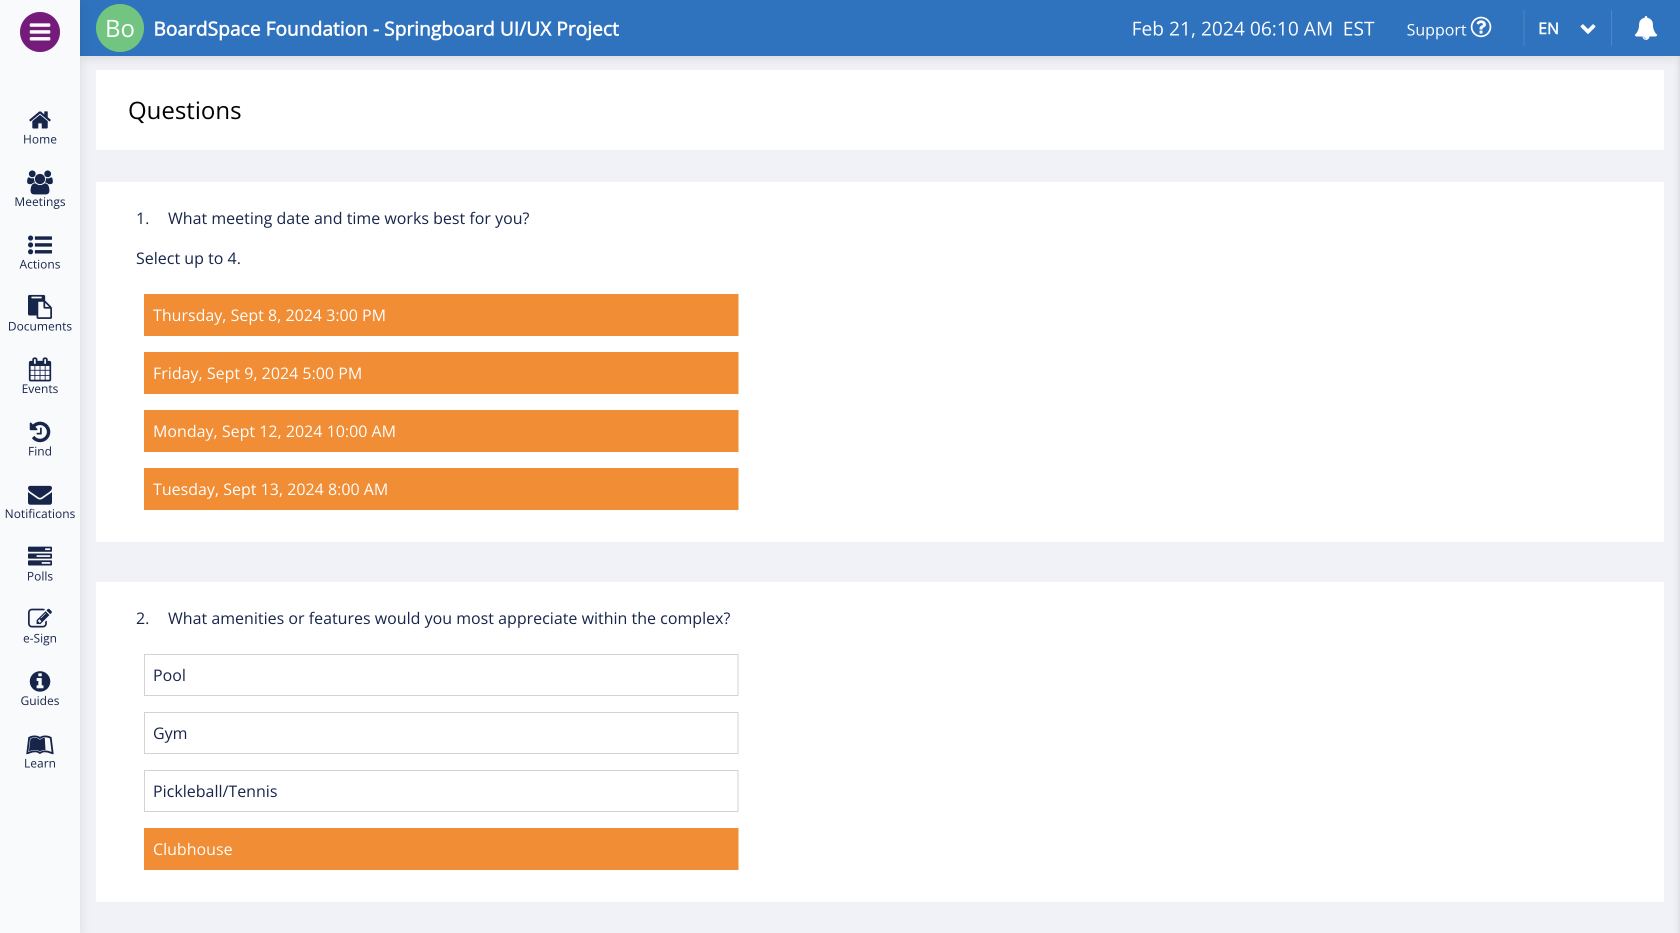 Bo BoardSpace Foundation - Springboard UI/UX Project Feb 21, 2024 06:10 AM EST Support ? EN
Home
Meetings
Actions
Documents
Events
Find
Notifications
Polls
e-Sign
Guides
Learn
Questions
1. What meeting date and time works best for you?
Select up to 4.
Thursday, Sept 8, 2024 3:00 PM
Friday, Sept 9, 2024 5:00 PM
Monday, Sept 12, 2024 10:00 AM
Tuesday, Sept 13, 2024 8:00 AM
2. What amenities or features would you most appreciate within the complex?
Pool
Gym
Pickleball/Tennis
Clubhouse